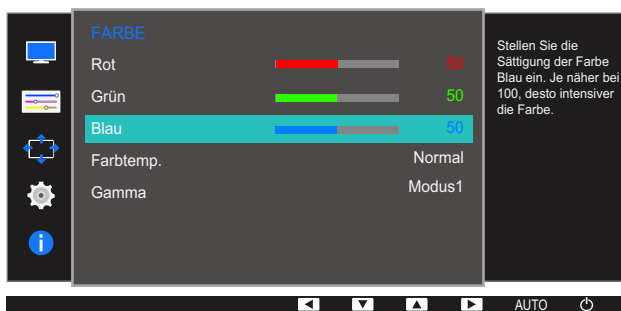 FARBE
Rot 50
Grün 50
Blau 50
Farbtemp. Normal
Gamma Modus1
Stellen Sie die
Sättigung der Farbe
Blau ein. Je näher bei
100, desto intensiver
die Farbe.
AUTO